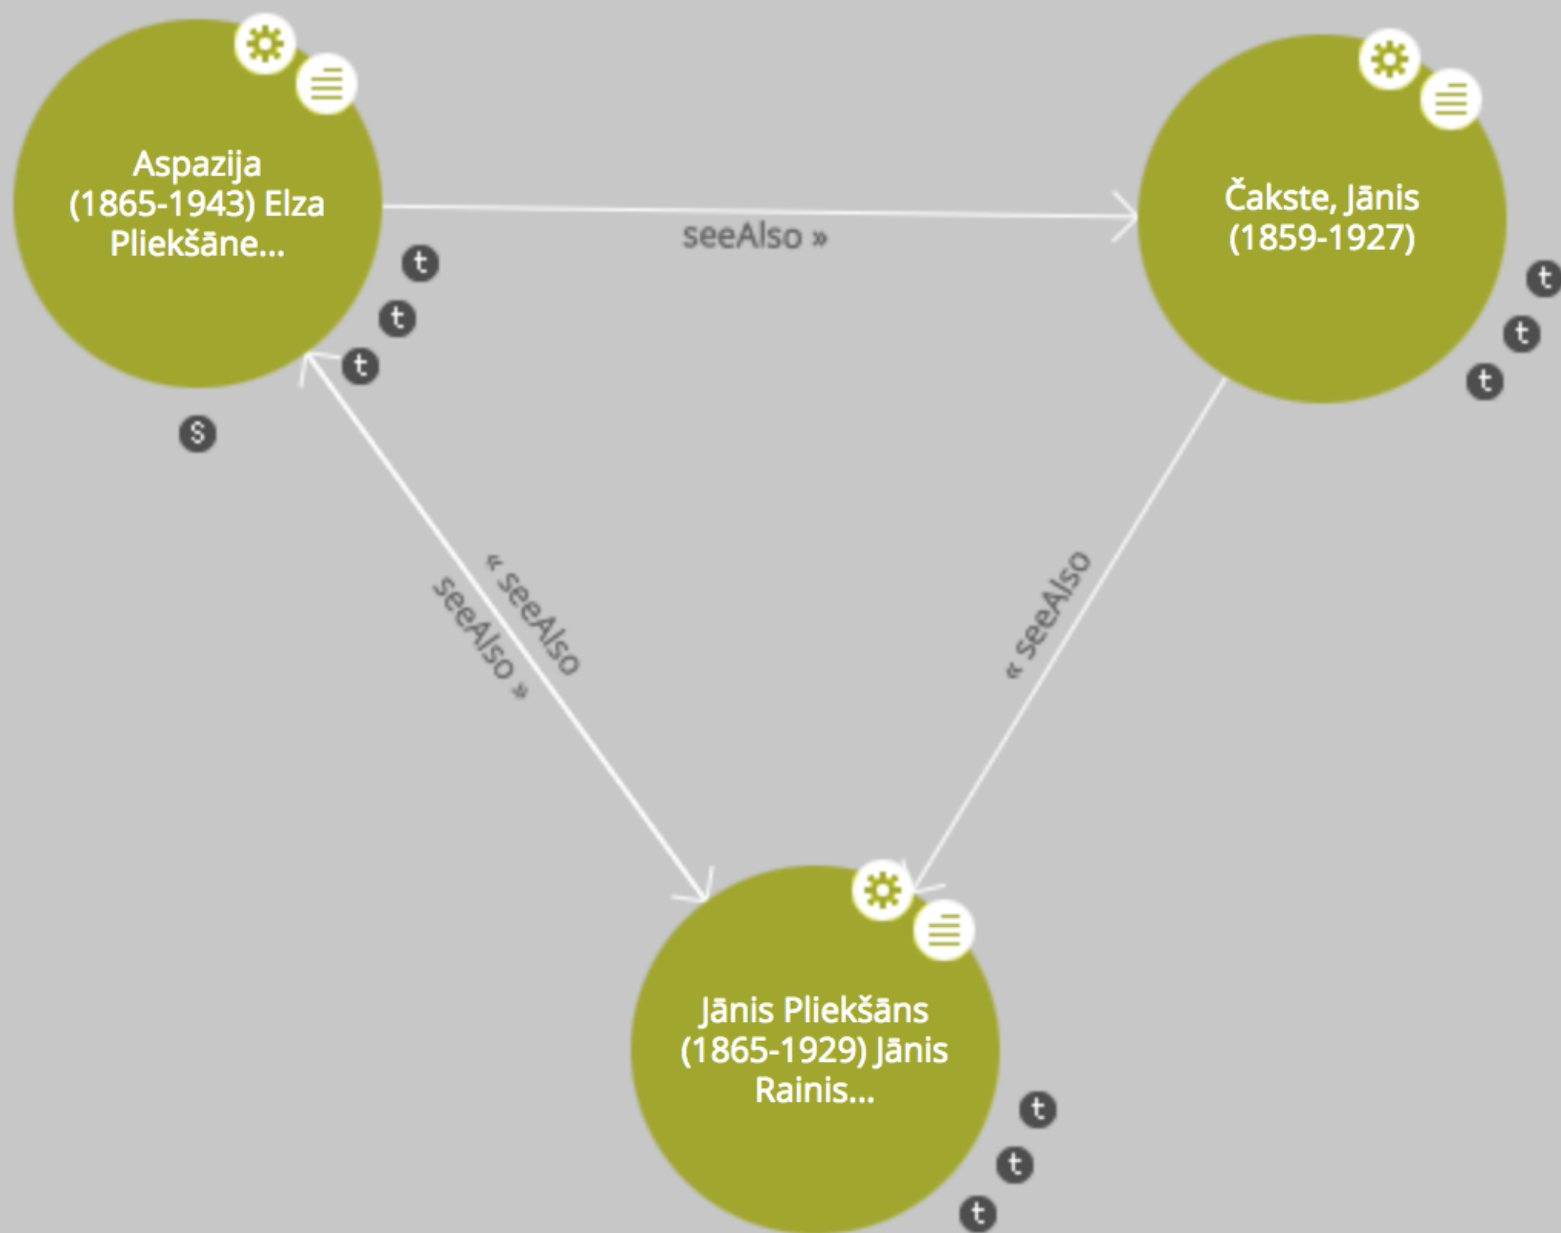 Aspazija
(1865-1943) Elza
Pliekšāne...
Čakste, Jānis
(1859-1927)
seeAlso »
t
t
t
t
t
t
s
« seeAlso
seeAlso »
« seeAlso
Jānis Pliekšāns
(1865-1929) Jānis
Rainis...
t
t
t